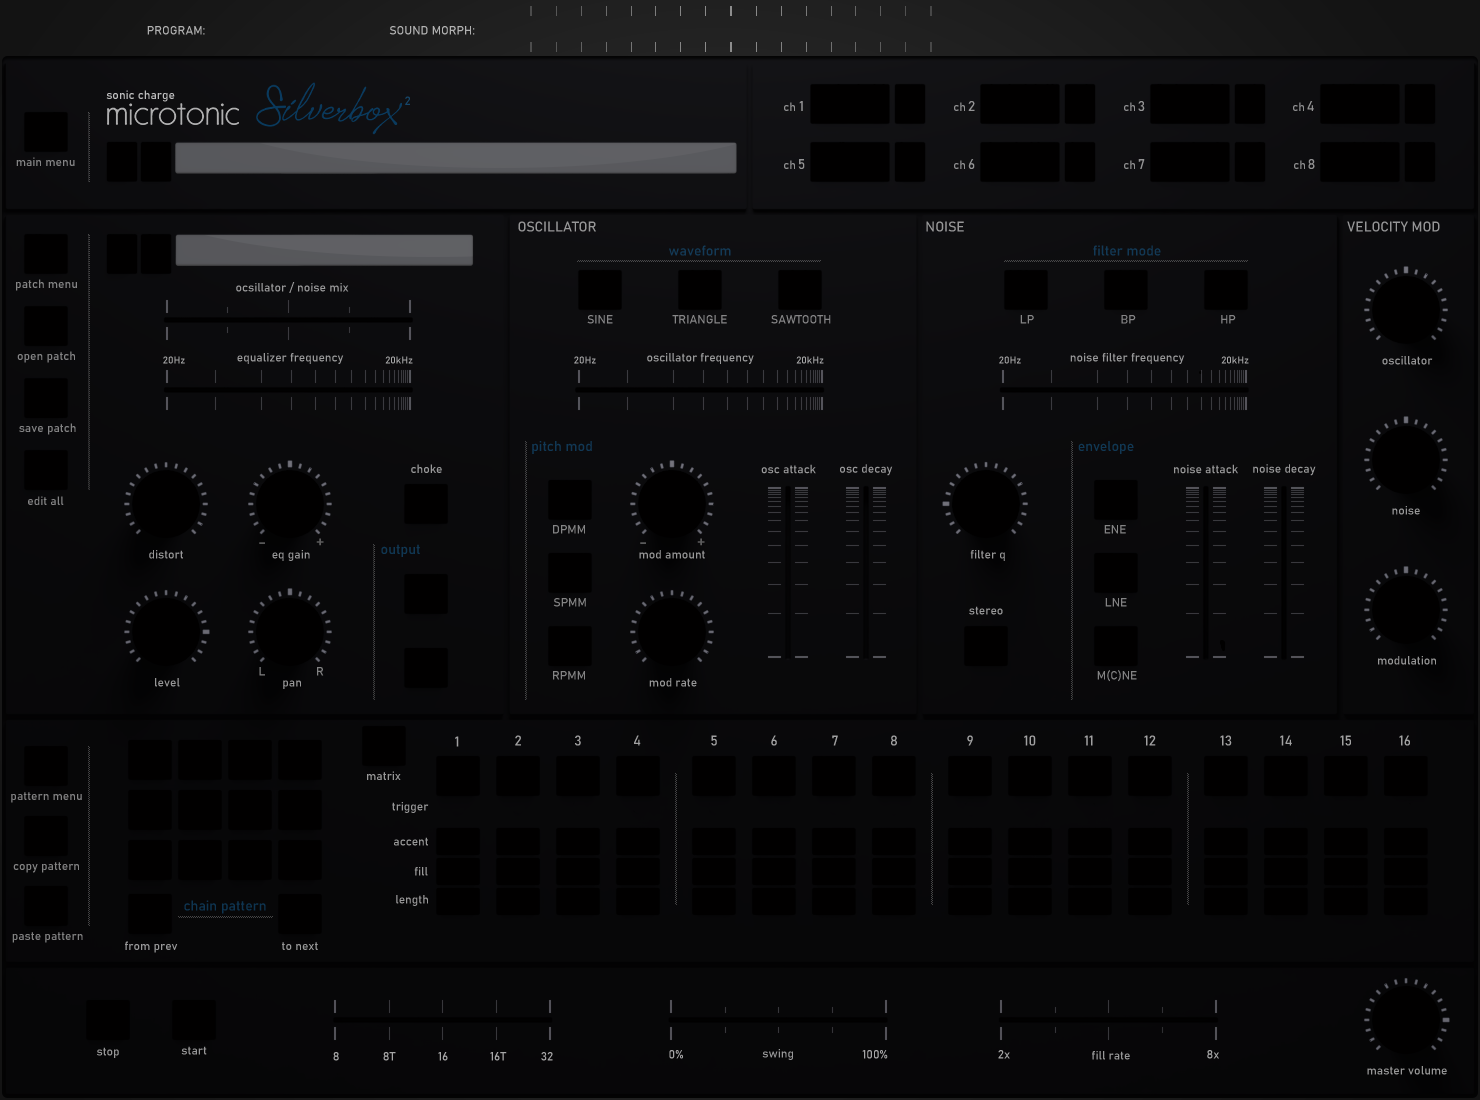 PROGRAM:
SOUND MORPH:
sonic charge
microtonic Silverbox 2
main menu
ch 1
ch 2
ch 3
ch 4
ch 5
ch 6
ch 7
ch 8
patch menu
open patch
save patch
edit all
ocsillator / noise mix
20Hz equalizer frequency 20kHz
distort
- eq gain +
choke
output
level
L pan R
OSCILLATOR
waveform
SINE TRIANGLE SAWTOOTH
20Hz oscillator frequency 20kHz
pitch mod
DPMM
SPMM
RPMM
- mod amount +
mod rate
osc attack osc decay
NOISE
filter mode
LP BP HP
20Hz noise filter frequency 20kHz
filter q
stereo
envelope
ENE
LNE
M(C)NE
noise attack noise decay
VELOCITY MOD
oscillator
noise
modulation
pattern menu
copy pattern
paste pattern
chain pattern
from prev to next
matrix
1 2 3 4 5 6 7 8 9 10 11 12 13 14 15 16
trigger
accent
fill
length
stop start
8 8T 16 16T 32
0% swing 100%
2x fill rate 8x
master volume